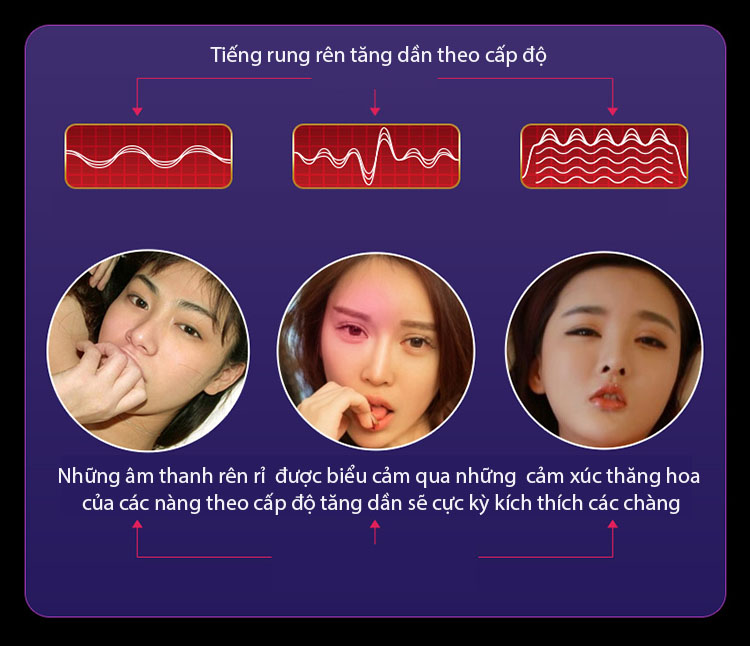 Tiếng rung rên tăng dần theo cấp độ
Những âm thanh rên rỉ được biểu cảm qua những cảm xúc thăng hoa
của các nàng theo cấp độ tăng dần sẽ cực kỳ kích thích các chàng